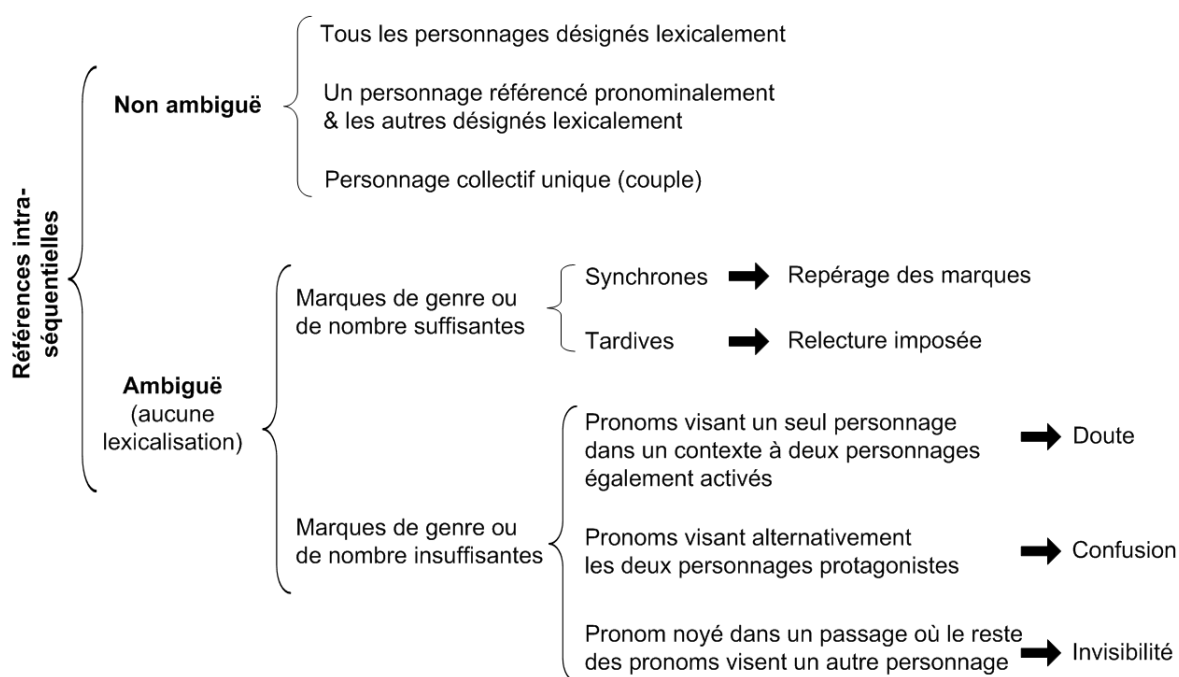 Références intra-
séquentielles
Non ambiguë
Tous les personnages désignés lexicalement
Un personnage référencé pronominalement
& les autres désignés lexicalement
Personnage collectif unique (couple)
Ambiguë
(aucune
lexicalisation)
Marques de genre ou
de nombre suffisantes
Synchrones
Repérage des marques
Tardives
Relecture imposée
Marques de genre ou
de nombre insuffisantes
Pronoms visant un seul personnage
dans un contexte à deux personnages
également activés
Doute
Pronoms visant alternativement
les deux personnages protagonistes
Confusion
Pronom noyé dans un passage où le reste
des pronoms visent un autre personnage
Invisibilité